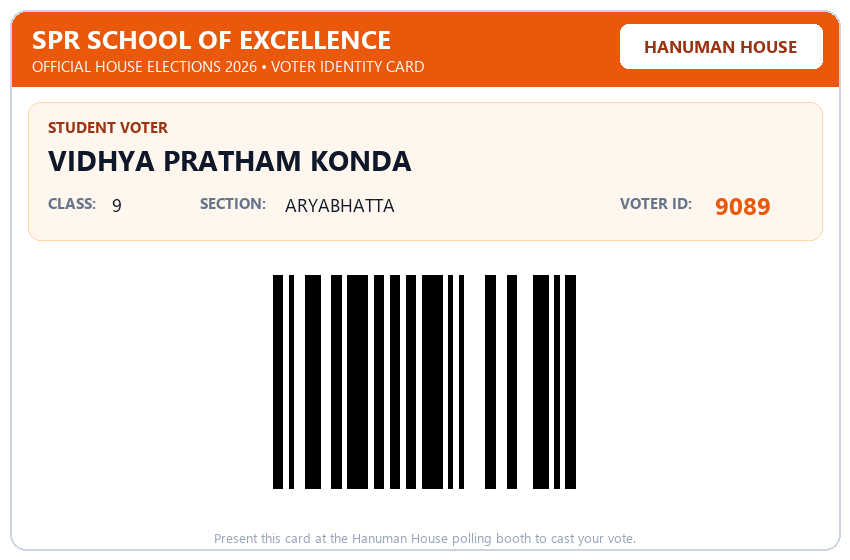 SPR SCHOOL OF EXCELLENCE
OFFICIAL HOUSE ELECTIONS 2026 • VOTER IDENTITY CARD
HANUMAN HOUSE
STUDENT VOTER
VIDHYA PRATHAM KONDA
CLASS: 9 SECTION: ARYABHATTA VOTER ID: 9089
Present this card at the Hanuman House polling booth to cast your vote.